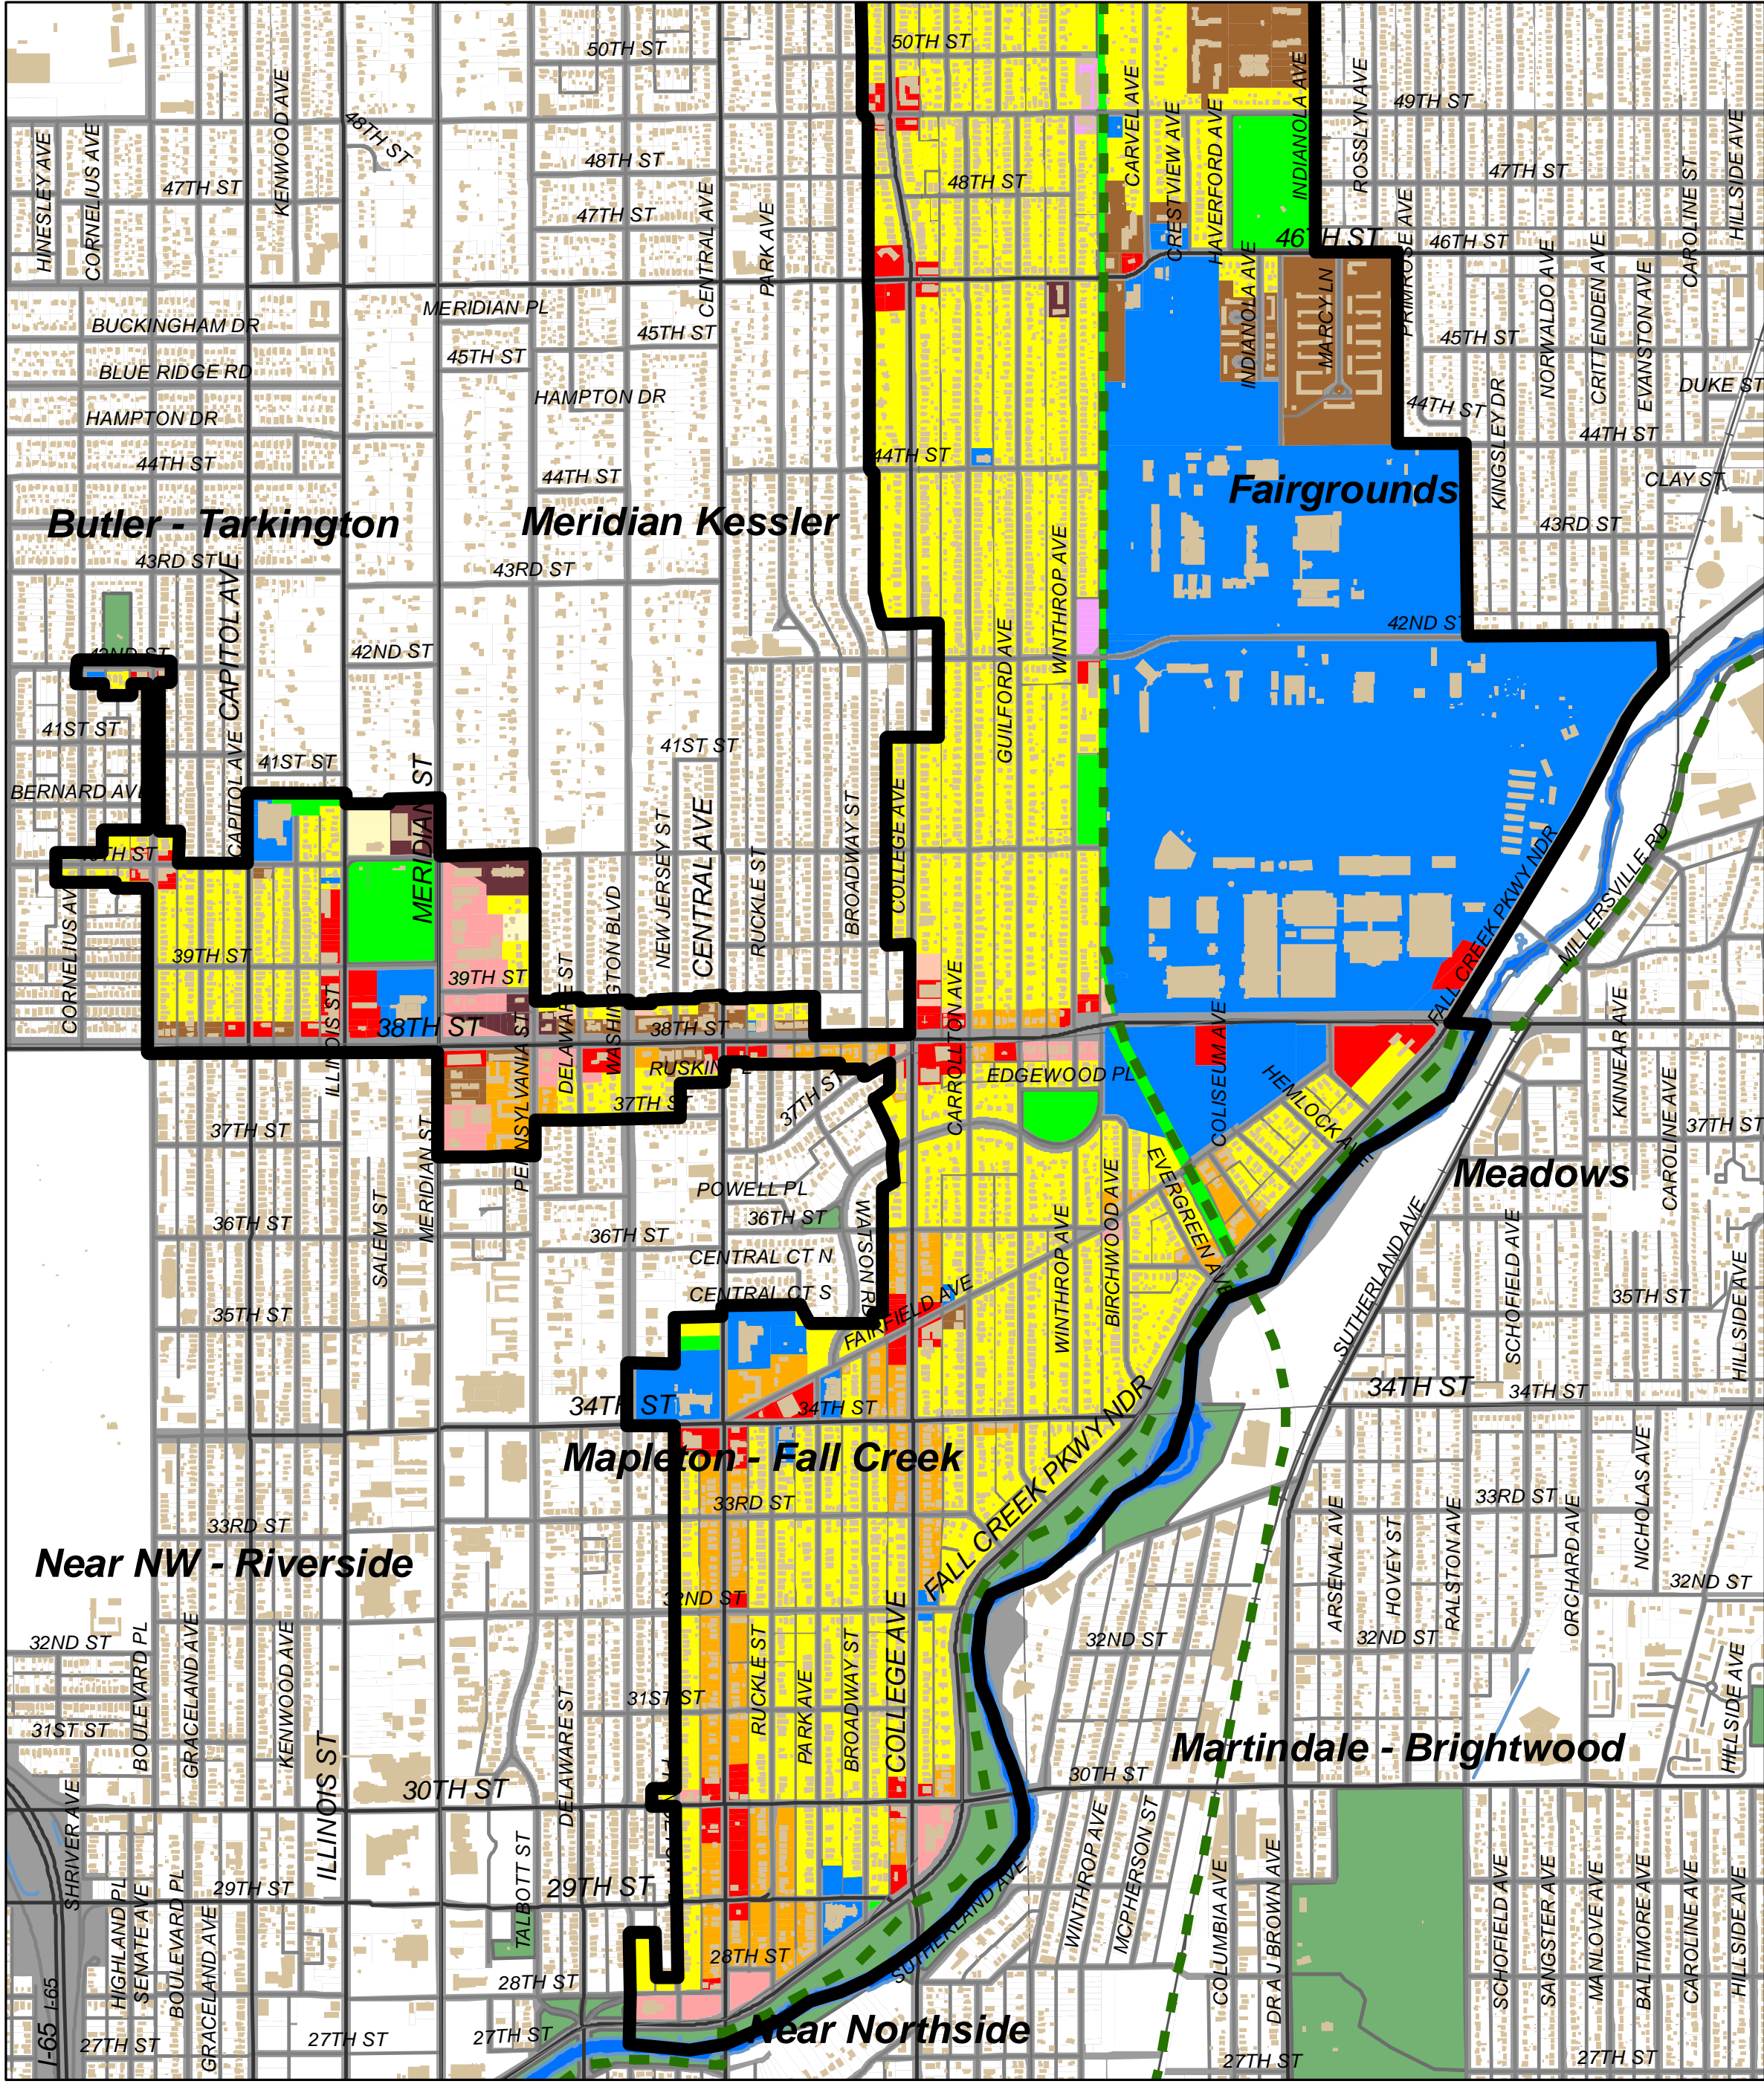 50TH ST
50TH ST
CARVEL AVE
INDIANOLA AVE
ROSSLYN AVE
49TH ST
KENWOOD AVE
48TH ST
HINESLEY AVE
CORNELIUS AVE
47TH ST
48TH ST
47TH ST
CENTRAL AVE
PARK AVE
48TH ST
CRESTVIEW AVE
HAVERFORD AVE
47TH ST
CAROLINE ST
HILLSIDE AVE
46TH ST
PRIMROSE AVE
46TH ST
NORWALDO AVE
CRITTENDEN AVE
EVANSTON AVE
BUCKINGHAM DR
MERIDIAN PL
45TH ST
45TH ST
INDIANOLA AVE
MARCY LN
45TH ST
BLUE RIDGE RD
HAMPTON DR
HAMPTON DR
44TH ST
KINGSLEY DR
DUKE ST
44TH ST
44TH ST
44TH ST
44TH ST
CLAY ST
Butler - Tarkington
Meridian Kessler
Fairgrounds
43RD ST
43RD ST
43RD ST
WINTHROP AVE
CAPITOL AVE
42ND ST
42ND ST
42ND ST
GUILFORD AVE
41ST ST
41ST ST
41ST ST
BERNARD AVE
CAPITOL AVE
MERIDIAN ST
NEW JERSEY ST
CENTRAL AVE
RUCKLE ST
BROADWAY ST
COLLEGE AVE
FALL CREEK PKWY NDR
MILLERSVILLE RD
40TH ST
CORNELIUS AVE
39TH ST
39TH ST
WASHINGTON BLVD
DELAWARE ST
CARROLLTON AVE
ILLINOIS ST
38TH ST
38TH ST
PENNSYLVANIA ST
RUSKIN PL
EDGEWOOD PL
COLISEUM AVE
HEMLOCK AVE
KINNEAR AVE
CAROLINE AVE
37TH ST
37TH ST
37TH ST
37TH ST
MERIDIAN ST
EVERGREEN AVE
Meadows
POWELL PL
36TH ST
36TH ST
36TH ST
SALEM ST
WATSON RD
CENTRAL CT N
CENTRAL CT S
WINTHROP AVE
BIRCHWOOD AVE
FAIRFIELD AVE
SUTHERLAND AVE
SCHOFIELD AVE
HILLSIDE AVE
35TH ST
35TH ST
34TH ST
34TH ST
34TH ST
34TH ST
Mapleton - Fall Creek
FALL CREEK PKWY NDR
33RD ST
33RD ST
33RD ST
ARSENAL AVE
HOVEY ST
RALSTON AVE
ORCHARD AVE
NICHOLAS AVE
Near NW - Riverside
32ND ST
32ND ST
32ND ST
32ND ST
32ND ST
BOULEVARD PL
GRACELAND AVE
KENWOOD AVE
RUCKLE ST
PARK AVE
BROADWAY ST
COLLEGE AVE
31ST ST
31ST ST
HILLSIDE AVE
ILLINOIS ST
DELAWARE ST
Martindale - Brightwood
30TH ST
30TH ST
SHRIVER AVE
29TH ST
29TH ST
TALBOTT ST
HIGHLAND PL
SENATE AVE
BOULEVARD PL
GRACELAND AVE
SUTHERLAND AVE
WINTHROP AVE
MCPHERSON ST
COLUMBIA AVE
DR A J BROWN AVE
SCHOFIELD AVE
SANGSTER AVE
MANLOVE AVE
BALTIMORE AVE
CAROLINE AVE
HILLSIDE AVE
28TH ST
28TH ST
I-65
I-65
I-65
27TH ST
27TH ST
27TH ST
Near Northside
27TH ST
27TH ST